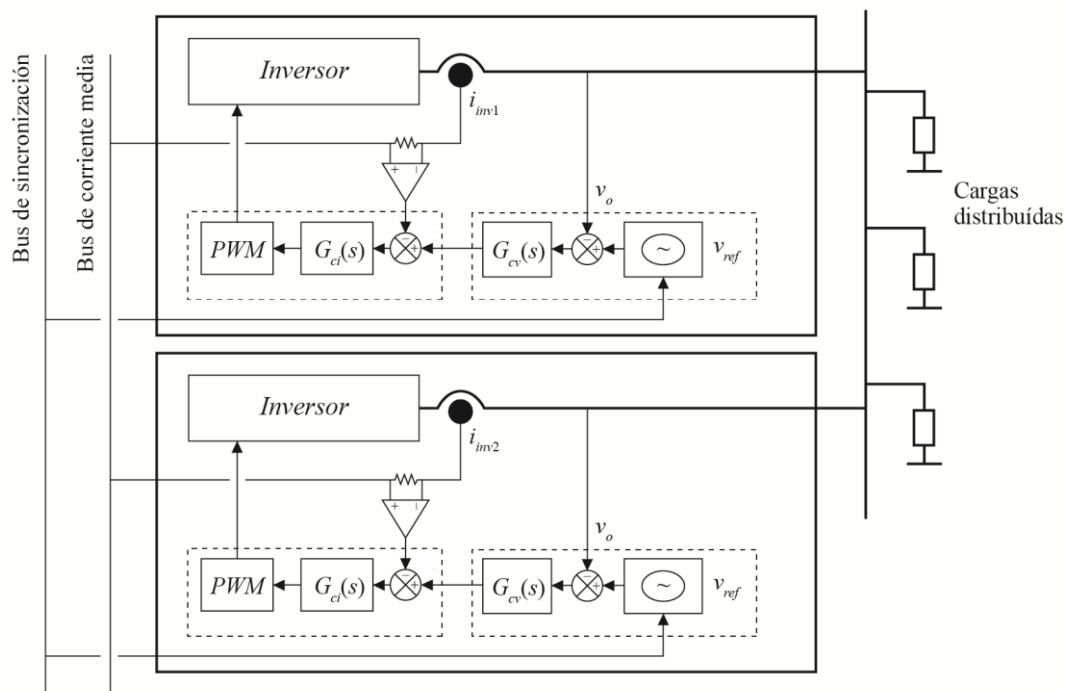 Bus de sincronización
Bus de corriente media
Inversor
i_inv1
+ −
v_o
PWM
G_ci(s)
− +
G_cv(s)
−
+
~
v_ref
Cargas
distribuídas
Inversor
i_inv2
+ −
v_o
PWM
G_ci(s)
− +
G_cv(s)
−
+
~
v_ref